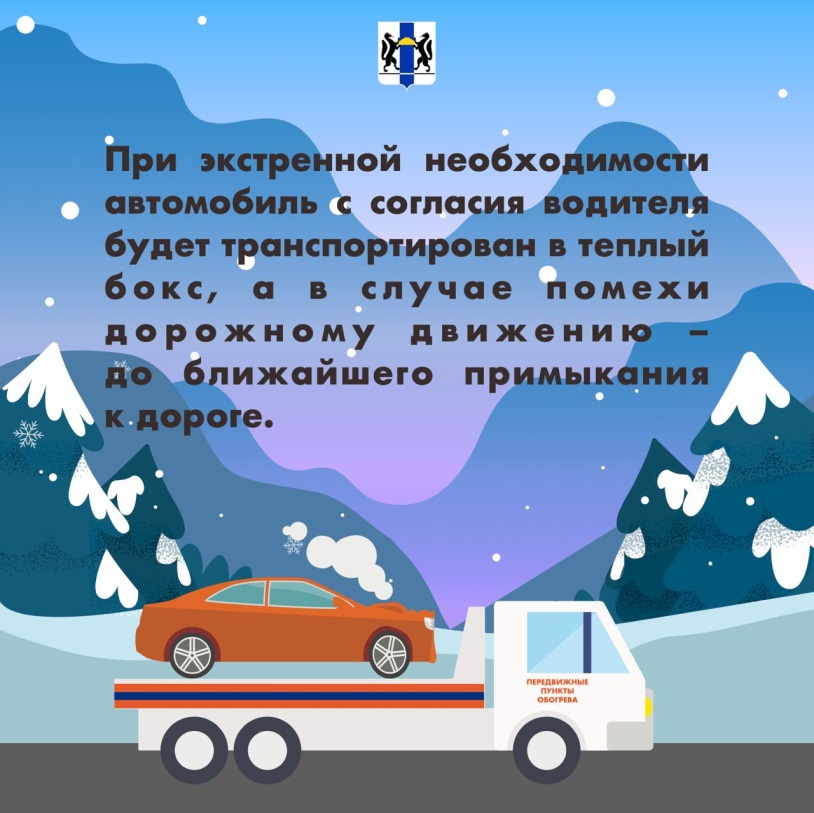 При экстренной необходимости
автомобиль с согласия водителя
будет транспортирован в теплый
бокс, а в случае помехи
дорожному движению –
до ближайшего примыкания
к дороге.
ПЕРЕДВИЖНЫЕ
ПУНКТЫ
ОБОГРЕВА